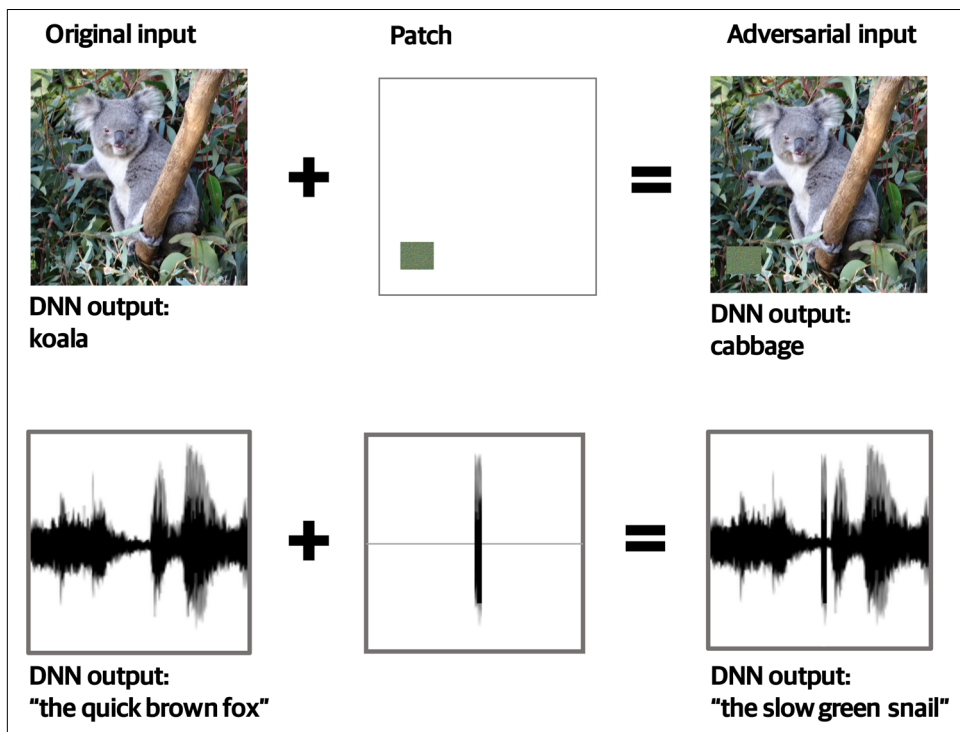 Original input
Patch
Adversarial input
+
=
DNN output:
koala
DNN output:
cabbage
+
=
DNN output:
"the quick brown fox"
DNN output:
"the slow green snail"